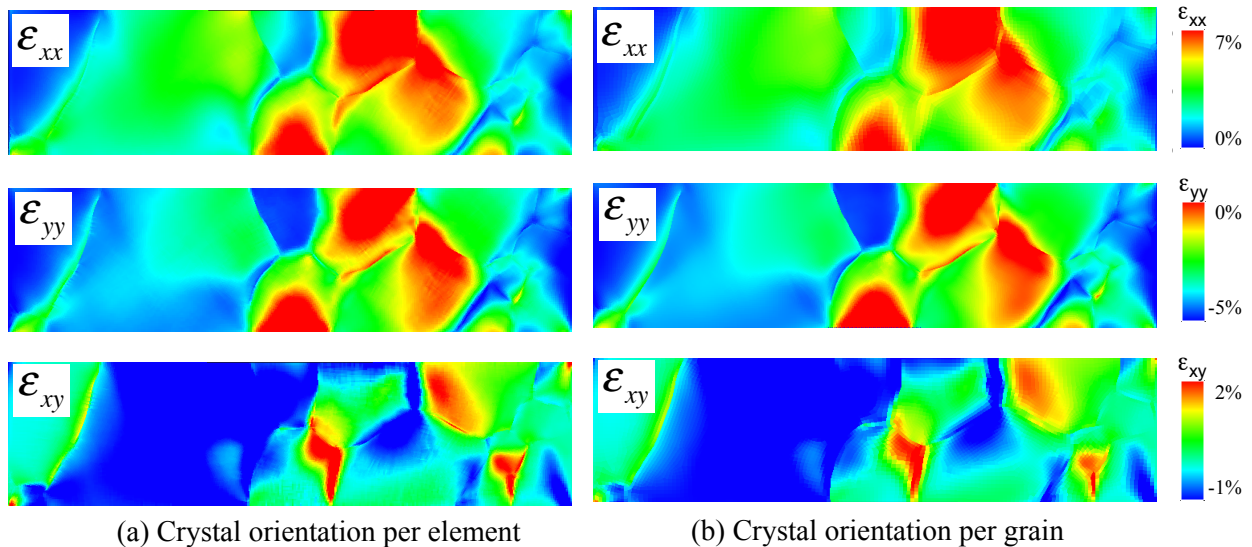 εxx
εxx
εxx
7%
0%
εyy
εyy
εyy
0%
-5%
εxy
εxy
εxy
2%
-1%
(a) Crystal orientation per element
(b) Crystal orientation per grain